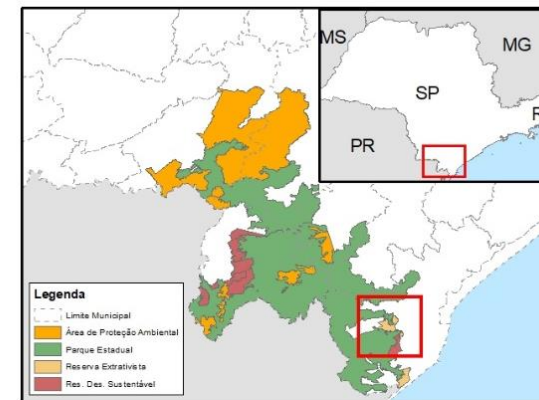 MS
MG
SP
R
PR
Legenda
Limite Municipal
Área de Proteção Ambiental
Parque Estadual
Reserva Extrativista
Res. Des. Sustentável